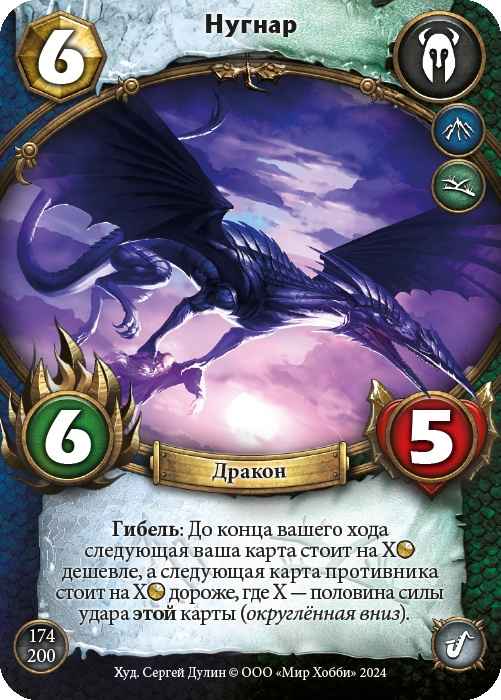 6
Нугнар
6
5
Дракон
Гибель: До конца вашего хода
следующая ваша карта стоит на X
дешевле, а следующая карта противника
стоит на X дороже, где X — половина силы
удара этой карты (округлённая вниз).
174
200
Худ. Сергей Дулин © ООО «Мир Хобби» 2024